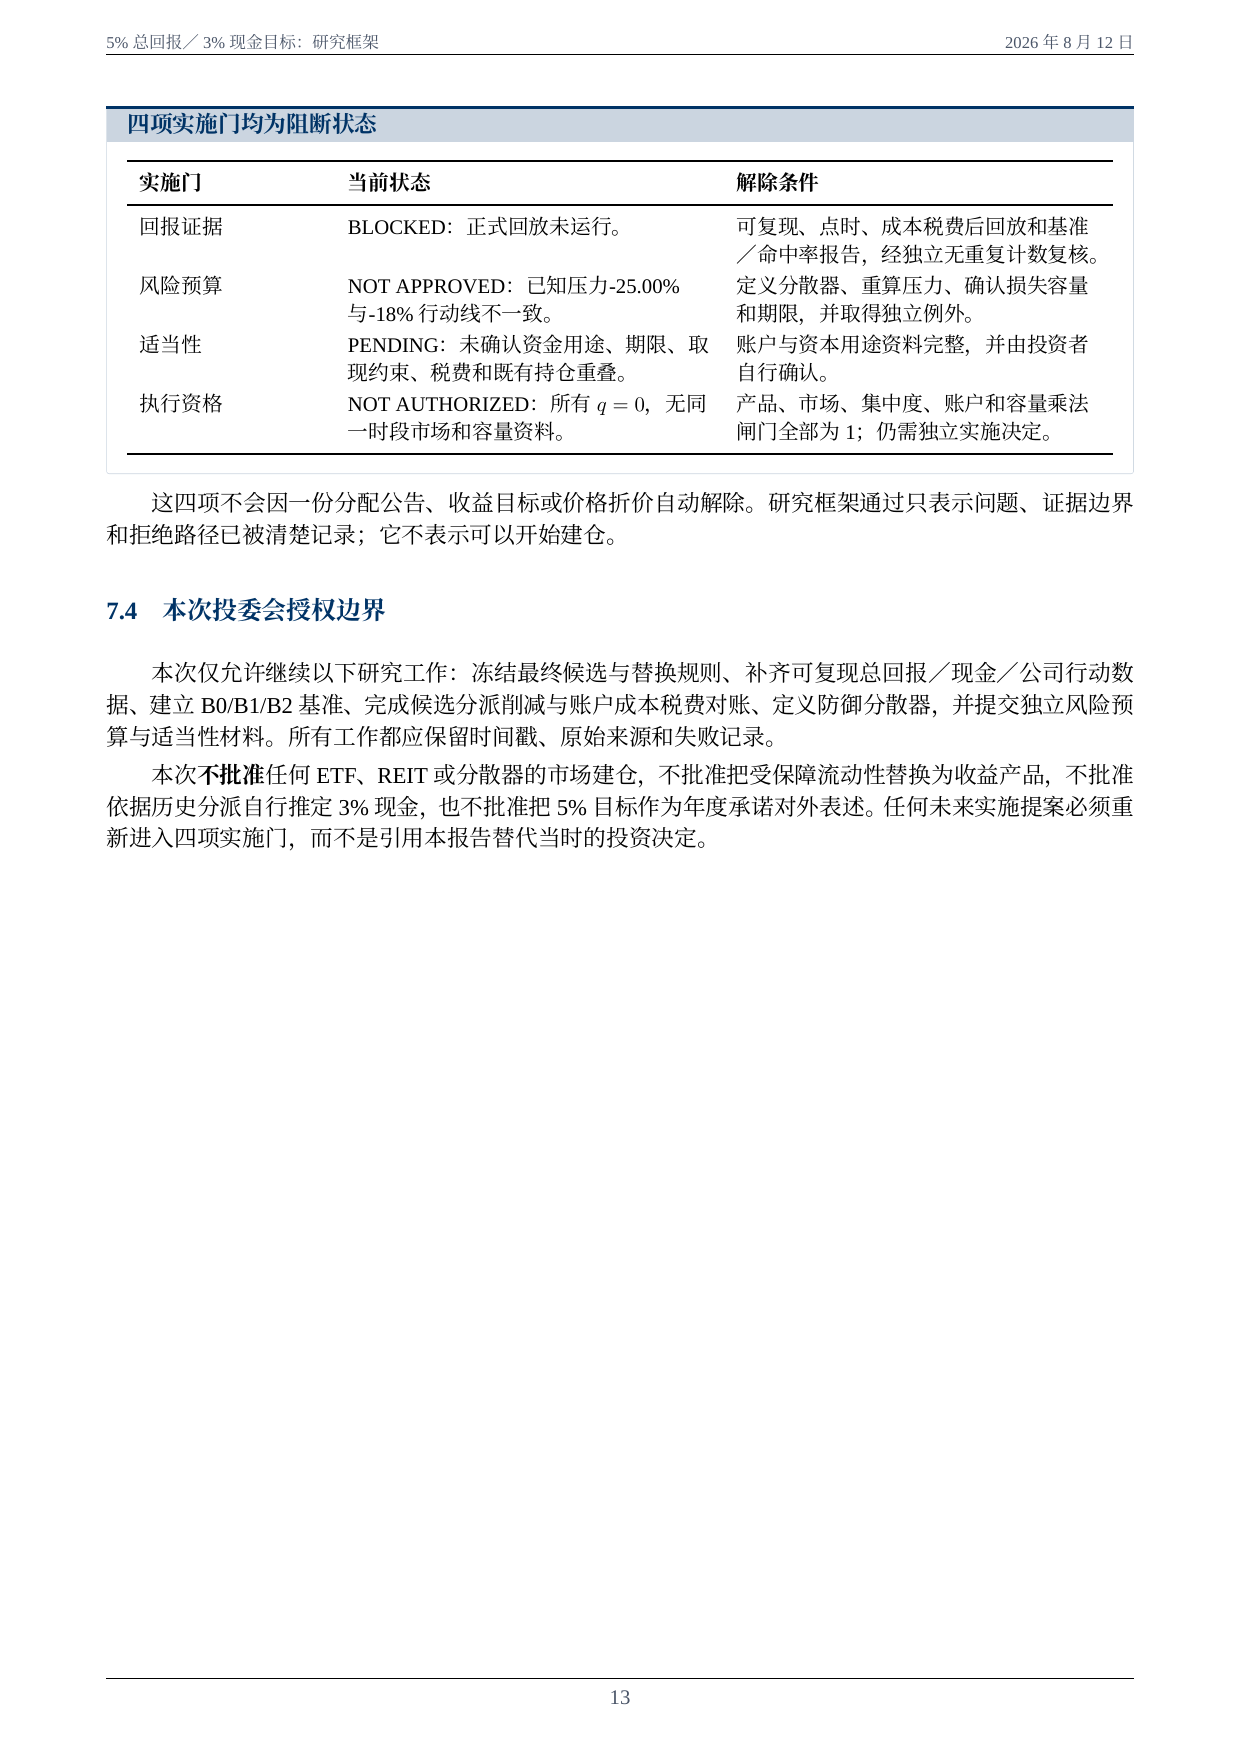 5% 总回报／ 3% 现金目标：研究框架
2026 年 8 月 12 日
四项实施门均为阻断状态
实施门 当前状态 解除条件
回报证据 BLOCKED：正式回放未运行。 可复现、点时、成本税费后回放和基准
／命中率报告，经独立无重复计数复核。
风险预算 NOT APPROVED：已知压力-25.00% 定义分散器、重算压力、确认损失容量
与-18% 行动线不一致。 和期限，并取得独立例外。
适当性 PENDING：未确认资金用途、期限、取 账户与资本用途资料完整，并由投资者
现约束、税费和既有持仓重叠。 自行确认。
执行资格 NOT AUTHORIZED：所有 q = 0，无同 产品、市场、集中度、账户和容量乘法
一时段市场和容量资料。 闸门全部为 1；仍需独立实施决定。
这四项不会因一份分配公告、收益目标或价格折价自动解除。研究框架通过只表示问题、证据边界
和拒绝路径已被清楚记录；它不表示可以开始建仓。
7.4 本次投委会授权边界
本次仅允许继续以下研究工作：冻结最终候选与替换规则、补齐可复现总回报／现金／公司行动数
据、建立 B0/B1/B2 基准、完成候选分派削减与账户成本税费对账、定义防御分散器，并提交独立风险预
算与适当性材料。所有工作都应保留时间戳、原始来源和失败记录。
本次不批准任何 ETF、REIT 或分散器的市场建仓，不批准把受保障流动性替换为收益产品，不批准
依据历史分派自行推定 3% 现金，也不批准把 5% 目标作为年度承诺对外表述。任何未来实施提案必须重
新进入四项实施门，而不是引用本报告替代当时的投资决定。
13